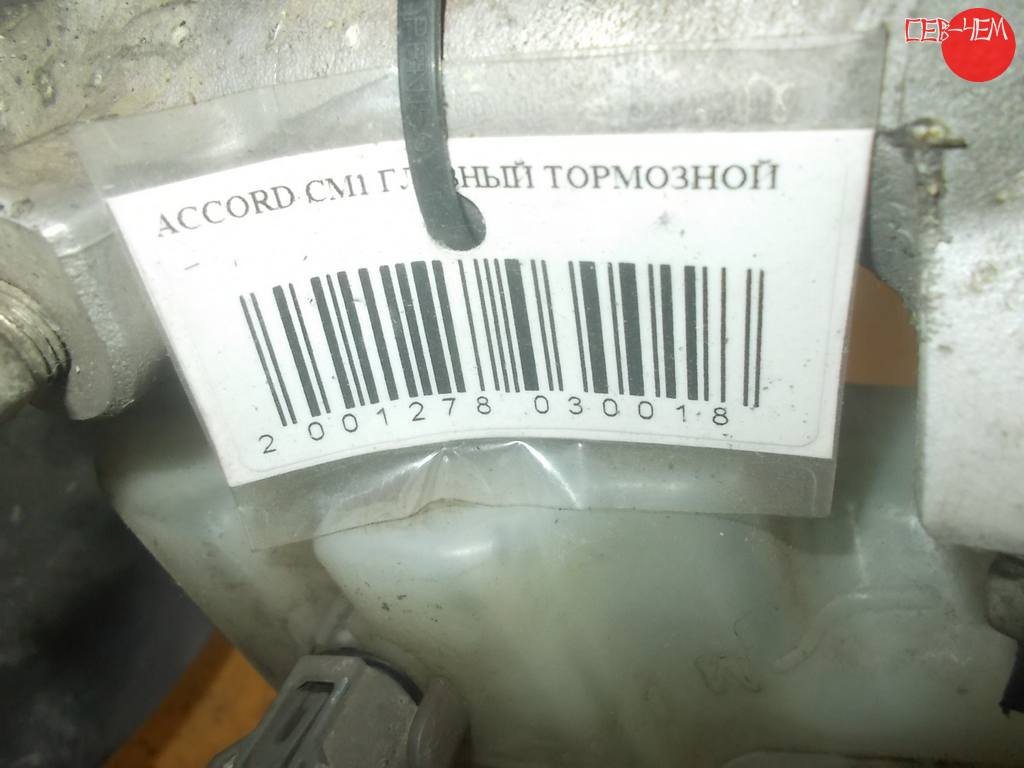 СЕВ-ЧЕМ
ACCORD CM1 ГЛАВНЫЙ ТОРМОЗНОЙ
2 001278 030018